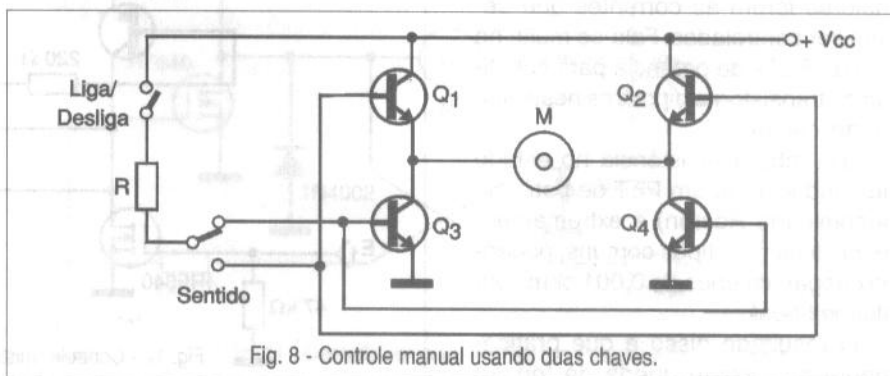 + Vcc
Liga/
Desliga
Q1
Q2
M
R
Q3
Q4
Sentido
Fig. 8 - Controle manual usando duas chaves.